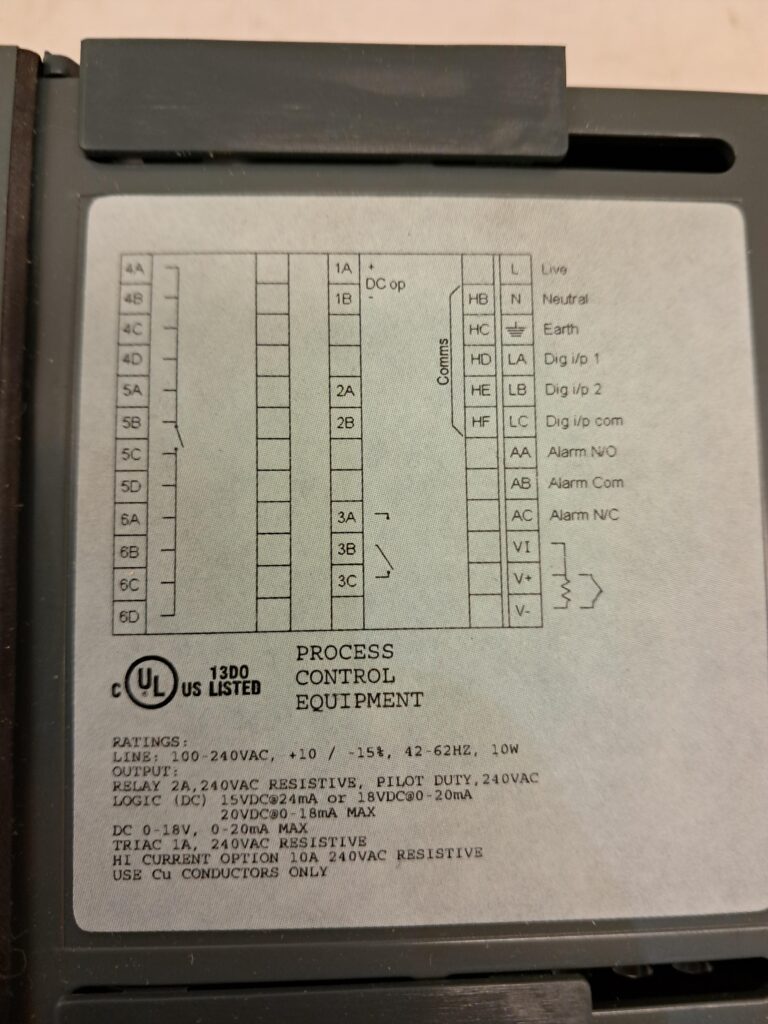 4A 1A + L Live
DC op
4B 1B - HB N Neutral
4C HC Earth
4D HD LA Dig i/p 1
Comms
5A 2A HE LB Dig i/p 2
5B 2B HF LC Dig i/p com
5C AA Alarm N/O
5D AB Alarm Com
6A 3A AC Alarm N/C
6B 3B VI
6C 3C V+
6D V-
C UL ® US 13D0
LISTED
PROCESS
CONTROL
EQUIPMENT
RATINGS:
LINE: 100-240VAC, +10 / -15%, 42-62HZ, 10W
OUTPUT:
RELAY 2A,240VAC RESISTIVE, PILOT DUTY,240VAC
LOGIC (DC) 15VDC@24mA or 18VDC@0-20mA
20VDC@0-18mA MAX
DC 0-18V, 0-20mA MAX
TRIAC 1A, 240VAC RESISTIVE
HI CURRENT OPTION 10A 240VAC RESISTIVE
USE Cu CONDUCTORS ONLY